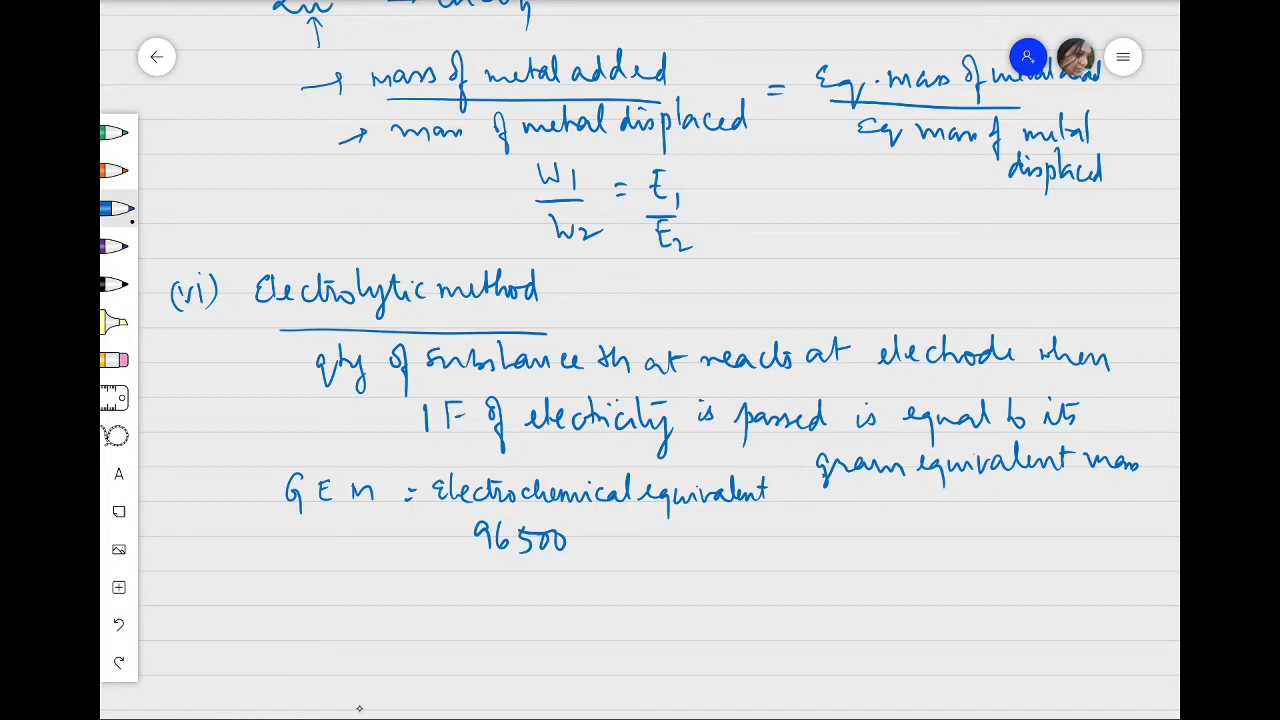 Zn
→ mass of metal added = Eq. mass of metal added
→ mass of metal displaced Eq mass of metal displaced
W1 = E1
W2 E2
(vi) Electrolytic method
qty of substance that reacts at electrode when
1 F of electricity is passed is equal to its
gram equivalent mass
G E M = Electrochemical equivalent
96500
A